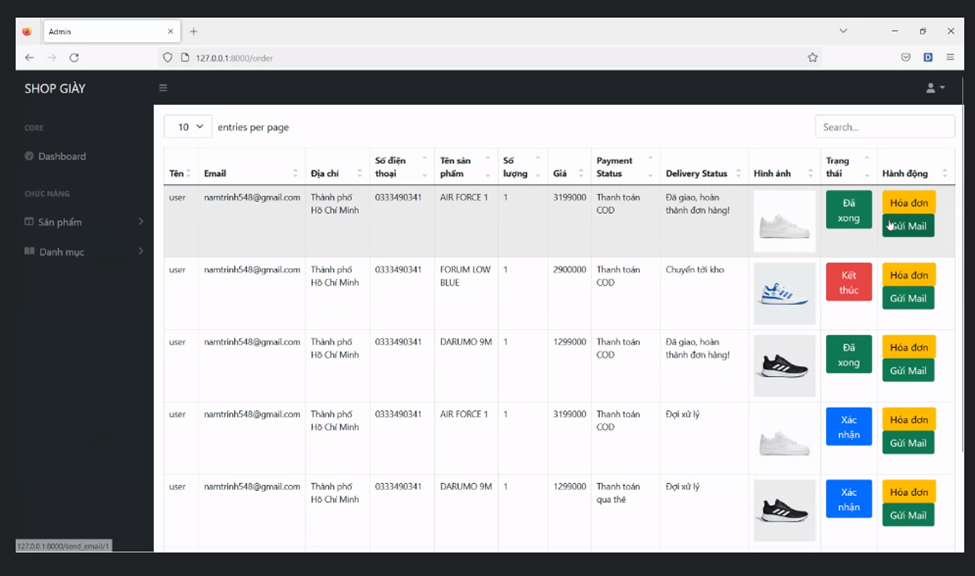 Admin
127.0.0.1:8000/order
SHOP GIÀY
CORE
Dashboard
CHỨC NĂNG
Sản phẩm
Danh mục
10 entries per page
Search...
Tên Email Địa chỉ Số điện thoại Tên sản phẩm Số lượng Giá Payment Status Delivery Status Hình ảnh Trạng thái Hành động
user namtrinh548@gmail.com Thành phố Hồ Chí Minh 0333490341 AIR FORCE 1 1 3199000 Thanh toán COD Đã giao, hoàn thành đơn hàng! Đã xong Hóa đơn Gửi Mail
user namtrinh548@gmail.com Thành phố Hồ Chí Minh 0333490341 FORUM LOW BLUE 1 2900000 Thanh toán COD Chuyển tới kho Kết thúc Hóa đơn Gửi Mail
user namtrinh548@gmail.com Thành phố Hồ Chí Minh 0333490341 DARUMO 9M 1 1299000 Thanh toán COD Đã giao, hoàn thành đơn hàng! Đã xong Hóa đơn Gửi Mail
user namtrinh548@gmail.com Thành phố Hồ Chí Minh 0333490341 AIR FORCE 1 1 3199000 Thanh toán COD Đợi xử lý Xác nhận Hóa đơn Gửi Mail
user namtrinh548@gmail.com Thành phố Hồ Chí Minh 0333490341 DARUMO 9M 1 1299000 Thanh toán qua thẻ Đợi xử lý Xác nhận Hóa đơn Gửi Mail
127.0.0.1:8000/send_email/1